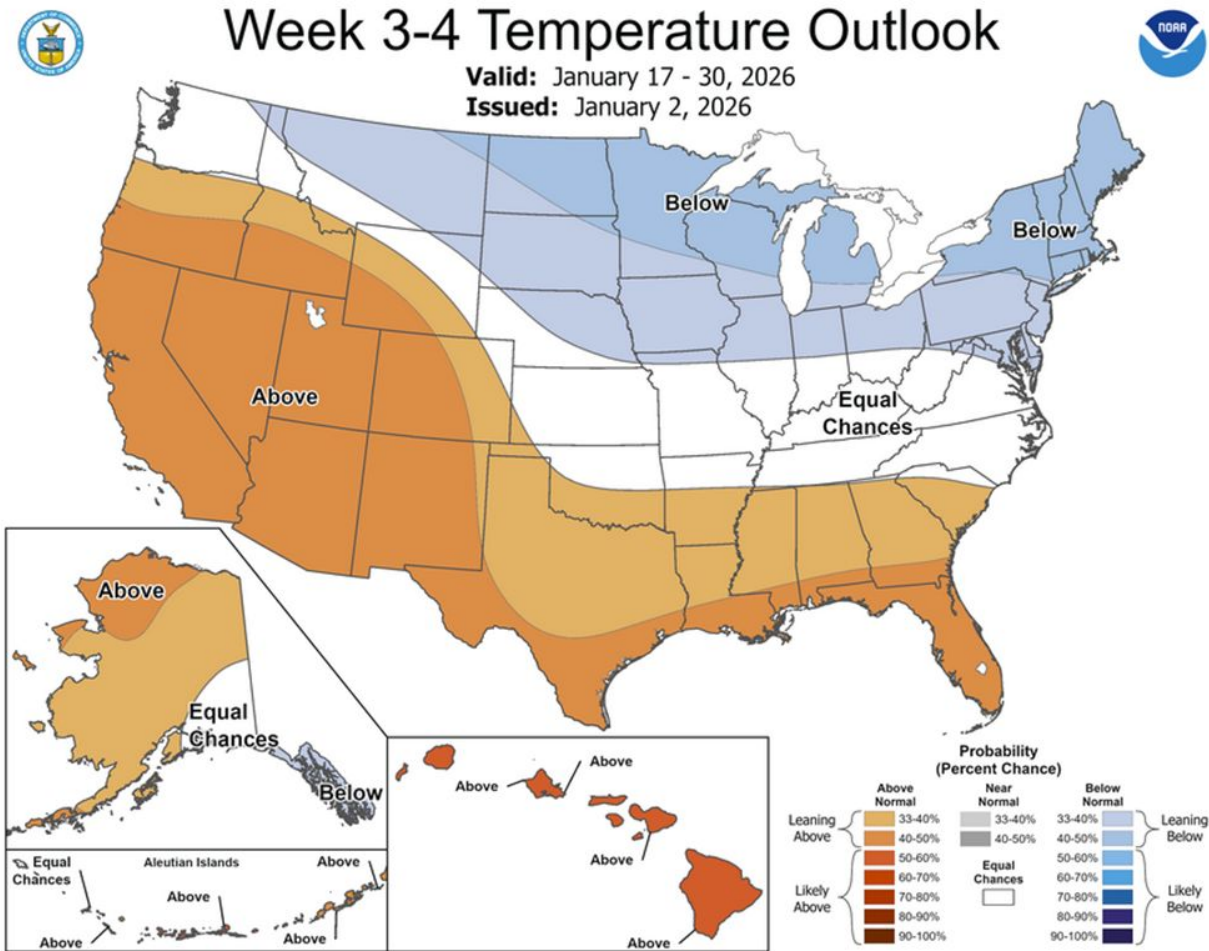 Week 3-4 Temperature Outlook
Valid: January 17 - 30, 2026
Issued: January 2, 2026
NOAA
Below
Below
Above
Equal
Chances
Above
Equal
Chances
Below
Equal
Chances
Aleutian Islands
Above
Above
Above
Above
Above
Above
Above
Above
Probability
(Percent Chance)
Above
Normal
Near
Normal
Below
Normal
Leaning
Above
33-40%
33-40%
33-40%
Leaning
Below
40-50%
40-50%
40-50%
Likely
Above
50-60%
Equal
Chances
50-60%
Likely
Below
60-70%
60-70%
70-80%
70-80%
80-90%
80-90%
90-100%
90-100%